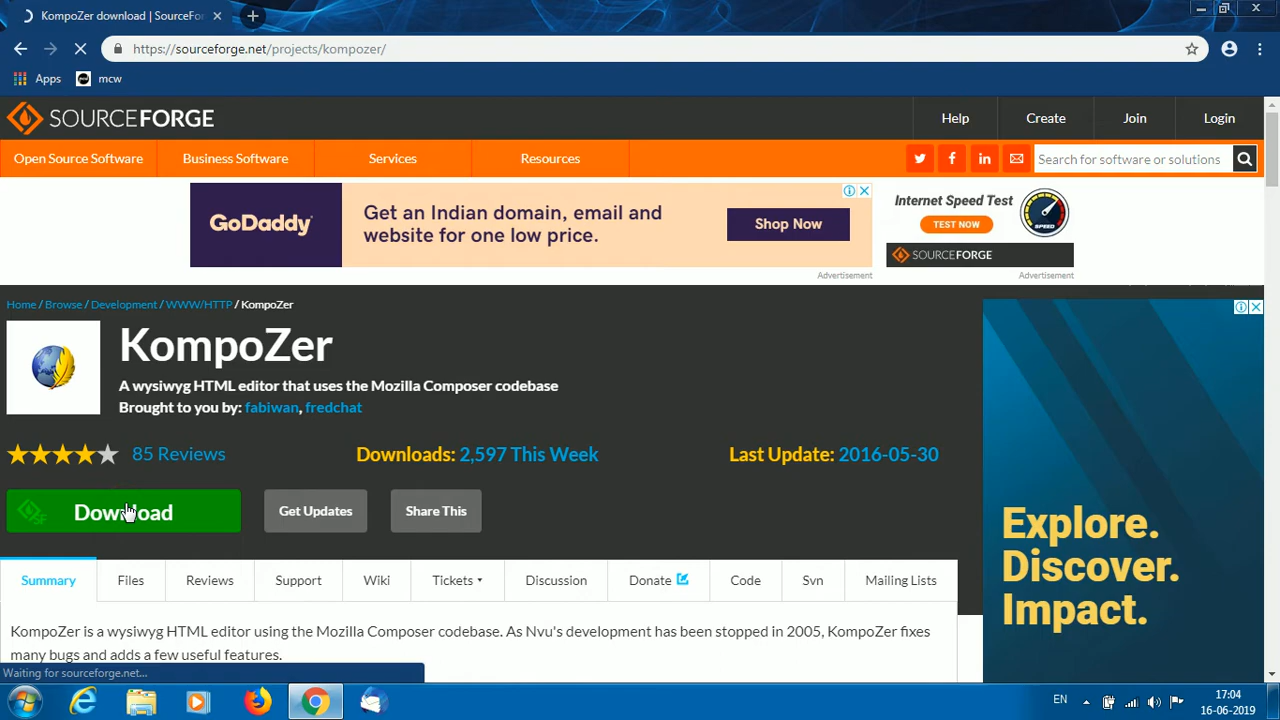 KompoZer download | SourceFo
https://sourceforge.net/projects/kompozer/
Apps
mcw
SOURCEFORGE
Help
Create
Join
Login
Open Source Software
Business Software
Services
Resources
Search for software or solutions
GoDaddy
Get an Indian domain, email and
website for one low price.
Shop Now
Internet Speed Test
TEST NOW
SPEED
SOURCEFORGE
Advertisement
Advertisement
Home / Browse / Development / WWW/HTTP / KompoZer
KompoZer
A wysiwyg HTML editor that uses the Mozilla Composer codebase
Brought to you by: fabiwan, fredchat
85 Reviews
Downloads: 2,597 This Week
Last Update: 2016-05-30
Download
Get Updates
Share This
Explore.
Discover.
Impact.
Summary
Files
Reviews
Support
Wiki
Tickets
Discussion
Donate
Code
Svn
Mailing Lists
KompoZer is a wysiwyg HTML editor using the Mozilla Composer codebase. As Nvu's development has been stopped in 2005, KompoZer fixes
many bugs and adds a few useful features.
Waiting for sourceforge.net...
EN
17:04
16-06-2019